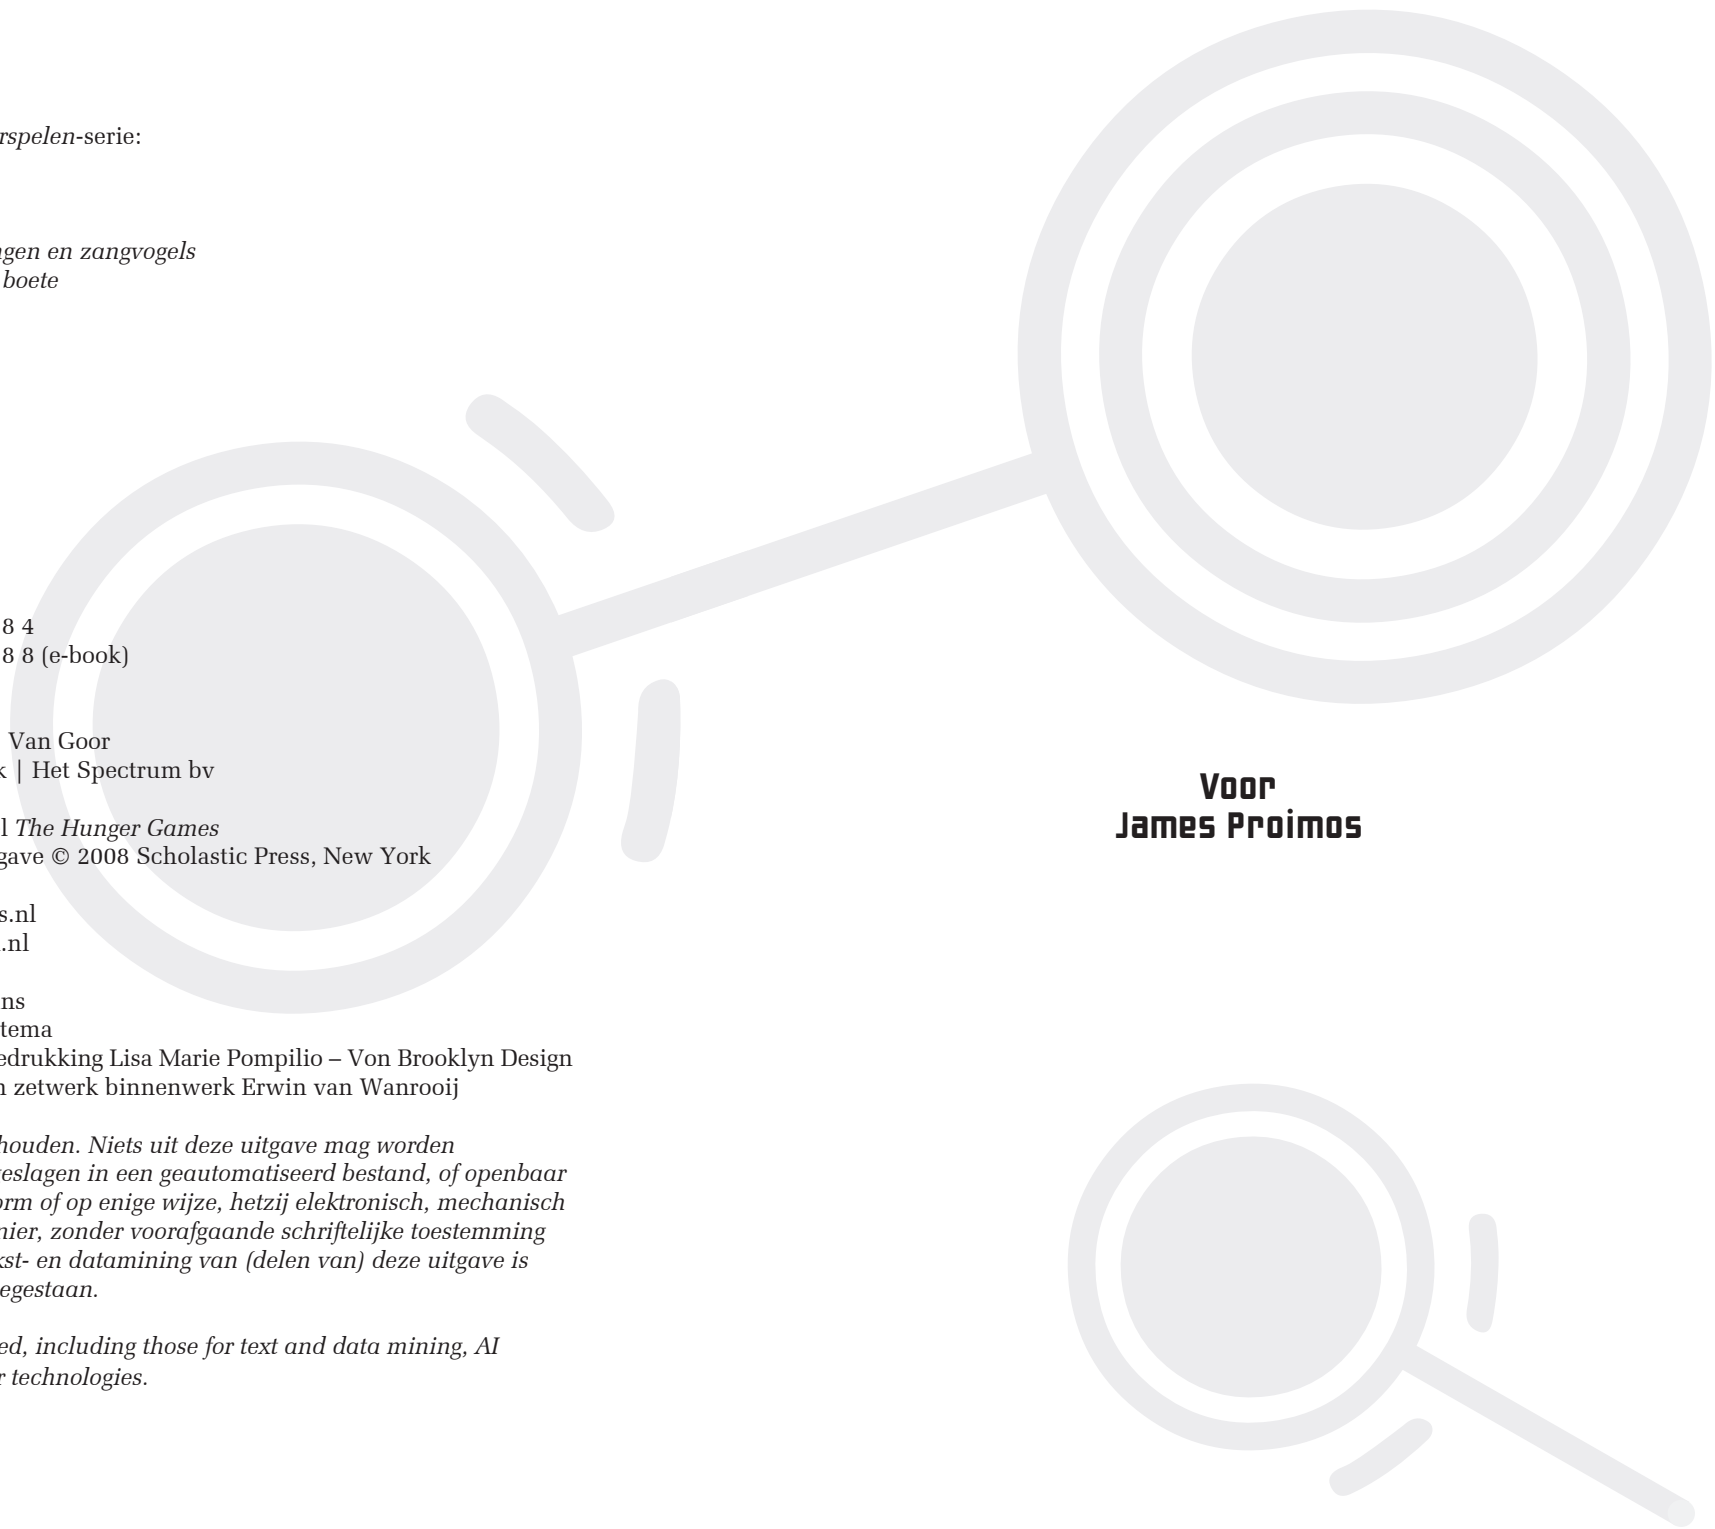 rspelen-serie:
ngen en zangvogels
boete
8 4
8 8 (e-book)
Van Goor
k | Het Spectrum bv
l The Hunger Games
gave © 2008 Scholastic Press, New York
s.nl
.nl
ns
tema
edrukking Lisa Marie Pompilio – Von Brooklyn Design
n zetwerk binnenwerk Erwin van Wanrooij
houden. Niets uit deze uitgave mag worden
geslagen in een geautomatiseerd bestand, of openbaar
orm of op enige wijze, hetzij elektronisch, mechanisch
nier, zonder voorafgaande schriftelijke toestemming
kst- en datamining van (delen van) deze uitgave is
egestaan.
ed, including those for text and data mining, AI
r technologies.
Voor
James Proimos